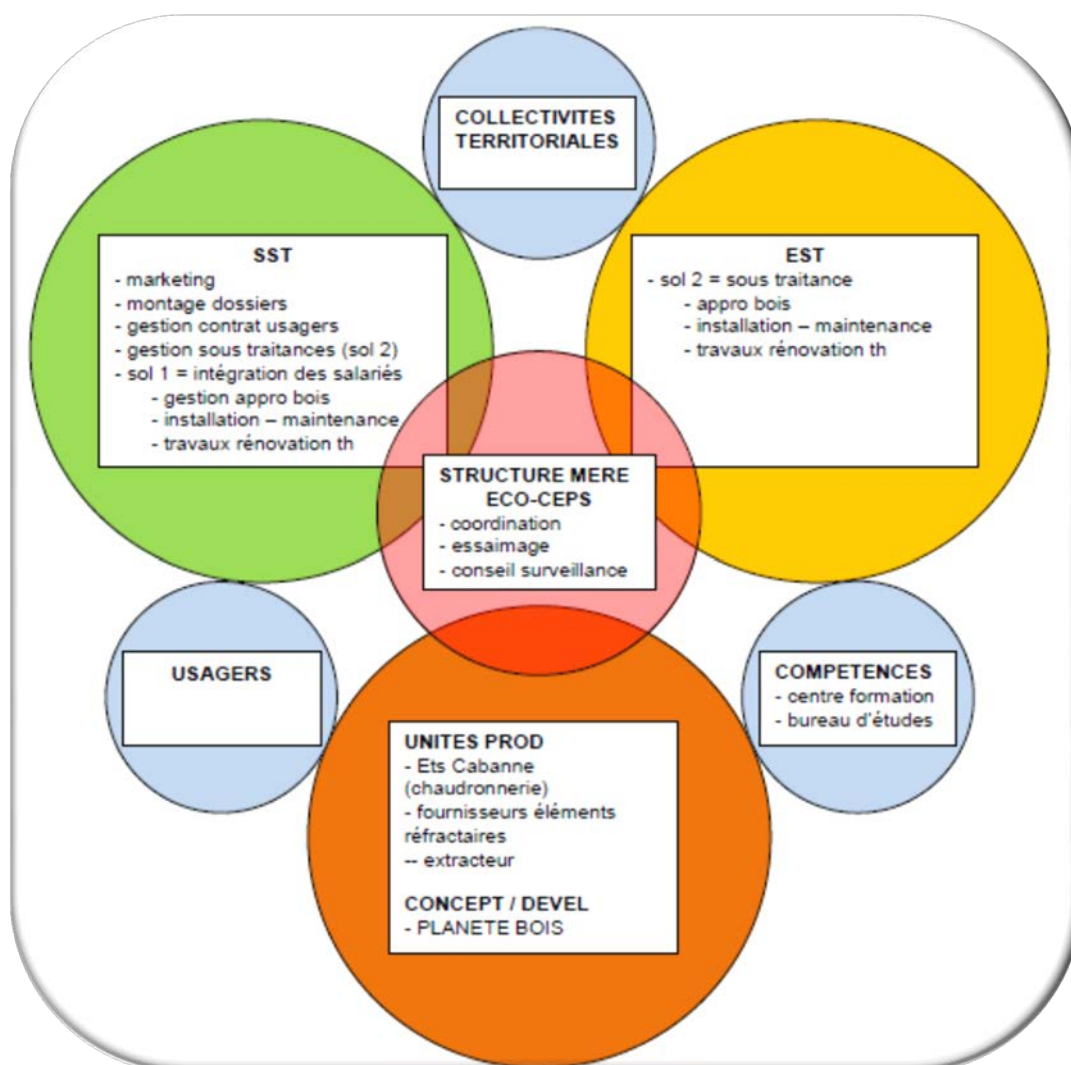 COLLECTIVITES
TERRITORIALES
SST
- marketing
- montage dossiers
- gestion contrat usagers
- gestion sous traitances (sol 2)
- sol 1 = intégration des salariés
- gestion appro bois
- installation – maintenance
- travaux rénovation th
EST
- sol 2 = sous traitance
- appro bois
- installation – maintenance
- travaux rénovation th
STRUCTURE MERE
ECO-CEPS
- coordination
- essaimage
- conseil surveillance
USAGERS
COMPETENCES
- centre formation
- bureau d'études
UNITES PROD
- Ets Cabanne
(chaudronnerie)
- fournisseurs éléments
réfractaires
-- extracteur
CONCEPT / DEVEL
- PLANETE BOIS